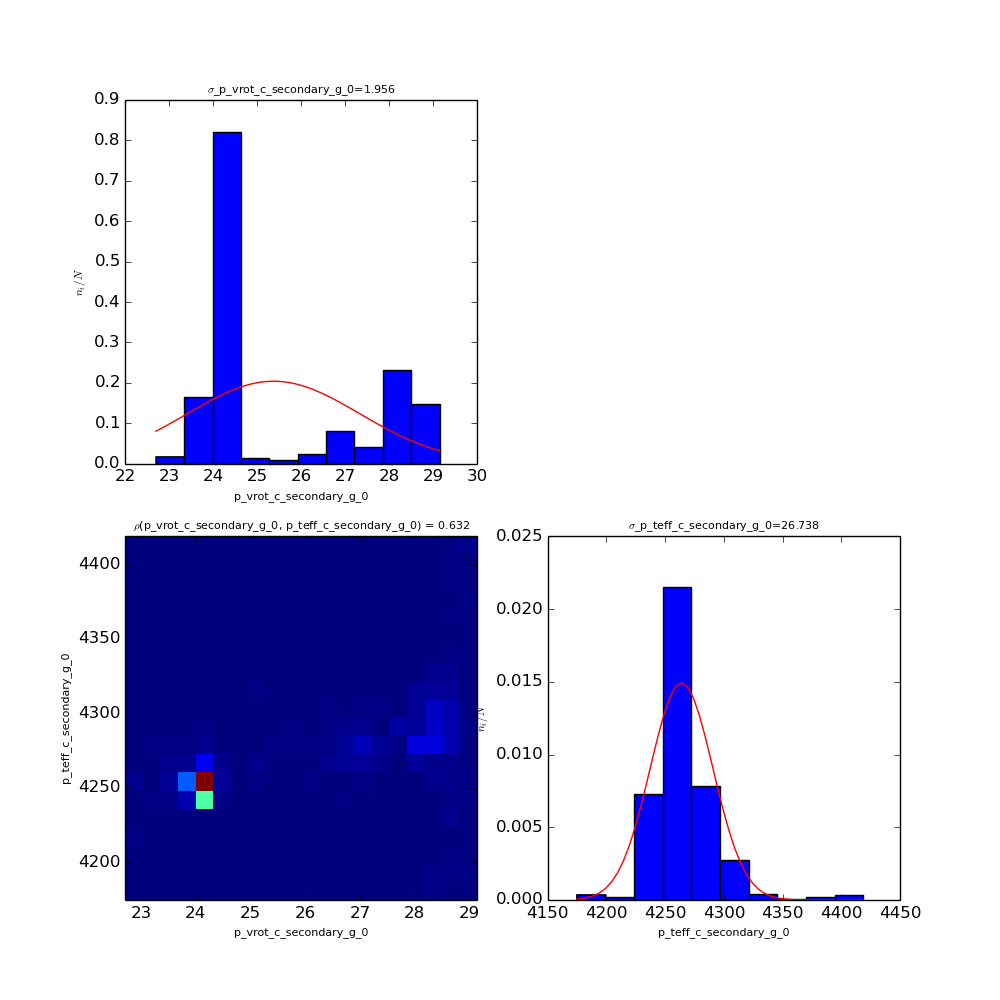 σ_p_vrot_c_secondary_g_0=1.956
0.9
0.8
0.7
0.6
0.5
0.4
0.3
0.2
0.1
0.0
n_i/N
22 23 24 25 26 27 28 29 30
p_vrot_c_secondary_g_0
ρ(p_vrot_c_secondary_g_0, p_teff_c_secondary_g_0) = 0.632
4400
4350
4300
4250
4200
p_teff_c_secondary_g_0
23 24 25 26 27 28 29
p_vrot_c_secondary_g_0
σ_p_teff_c_secondary_g_0=26.738
0.025
0.020
0.015
0.010
0.005
0.000
n_i/N
4150 4200 4250 4300 4350 4400 4450
p_teff_c_secondary_g_0